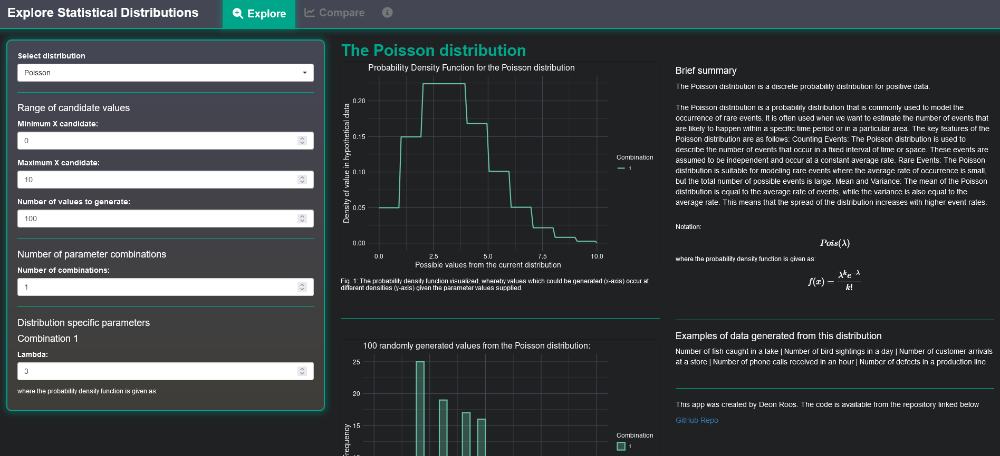 Explore Statistical Distributions
Explore
Compare
Select distribution
Poisson
Range of candidate values
Minimum X candidate:
0
Maximum X candidate:
10
Number of values to generate:
100
Number of parameter combinations
Number of combinations:
1
Distribution specific parameters
Combination 1
Lambda:
3
where the probability density function is given as:
The Poisson distribution
Probability Density Function for the Poisson distribution
Density of value in hypothetical data
0.20
0.15
0.10
0.05
0.00
0.0 2.5 5.0 7.5 10.0
Possible values from the current distribution
Combination
1
Fig. 1: The probability density function visualized, whereby values which could be generated (x-axis) occur at
different densities (y-axis) given the parameter values supplied.
100 randomly generated values from the Poisson distribution:
25
20
15
Combination
1
Brief summary
The Poisson distribution is a discrete probability distribution for positive data.
The Poisson distribution is a probability distribution that is commonly used to model the
occurrence of rare events. It is often used when we want to estimate the number of events that
are likely to happen within a specific time period or in a particular area. The key features of the
Poisson distribution are as follows: Counting Events: The Poisson distribution is used to
describe the number of events that occur in a fixed interval of time or space. These events are
assumed to be independent and occur at a constant average rate. Rare Events: The Poisson
distribution is suitable for modeling rare events where the average rate of occurrence is small,
but the total number of possible events is large. Mean and Variance: The mean of the Poisson
distribution is equal to the average rate of events, while the variance is also equal to the
average rate. This means that the spread of the distribution increases with higher event rates.
Notation:
Pois(λ)
where the probability density function is given as:
f(x) = λ^k e^−λ / k!
Examples of data generated from this distribution
Number of fish caught in a lake | Number of bird sightings in a day | Number of customer arrivals
at a store | Number of phone calls received in an hour | Number of defects in a production line
This app was created by Deon Roos. The code is available from the repository linked below
GitHub Repo